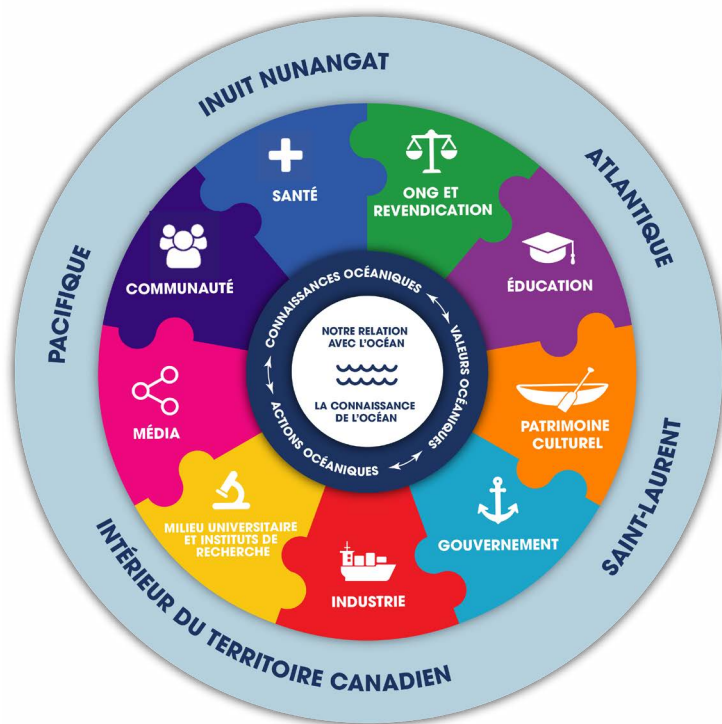 INUIT NUNANGAT
ATLANTIQUE
SAINT-LAURENT
INTÉRIEUR DU TERRITOIRE CANADIEN
PACIFIQUE
SANTÉ
ONG ET
REVENDICATION
ÉDUCATION
PATRIMOINE
CULTUREL
GOUVERNEMENT
INDUSTRIE
MILIEU UNIVERSITAIRE
ET INSTITUTS DE
RECHERCHE
MÉDIA
COMMUNAUTÉ
CONNAISSANCES OCÉANIQUES
VALEURS OCÉANIQUES
ACTIONS OCÉANIQUES
NOTRE RELATION
AVEC L'OCÉAN
LA CONNAISSANCE
DE L'OCÉAN